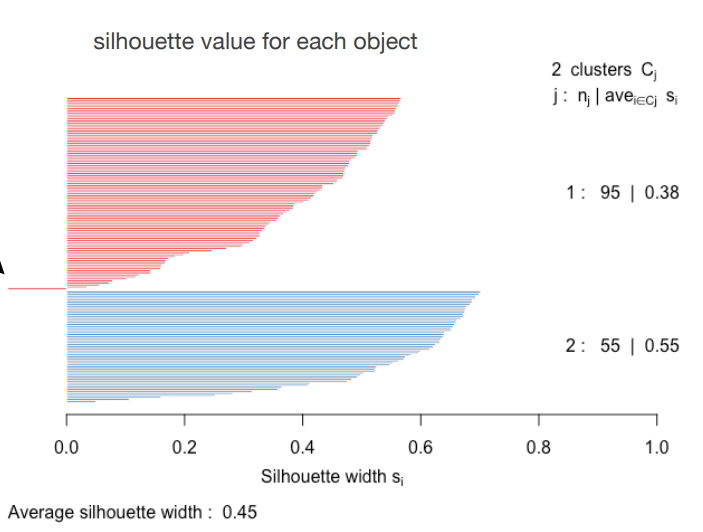 silhouette value for each object
2 clusters Cj
j : nj | avei∈Cj si
1 : 95 | 0.38
2 : 55 | 0.55
0.0 0.2 0.4 0.6 0.8 1.0
Silhouette width si
Average silhouette width : 0.45